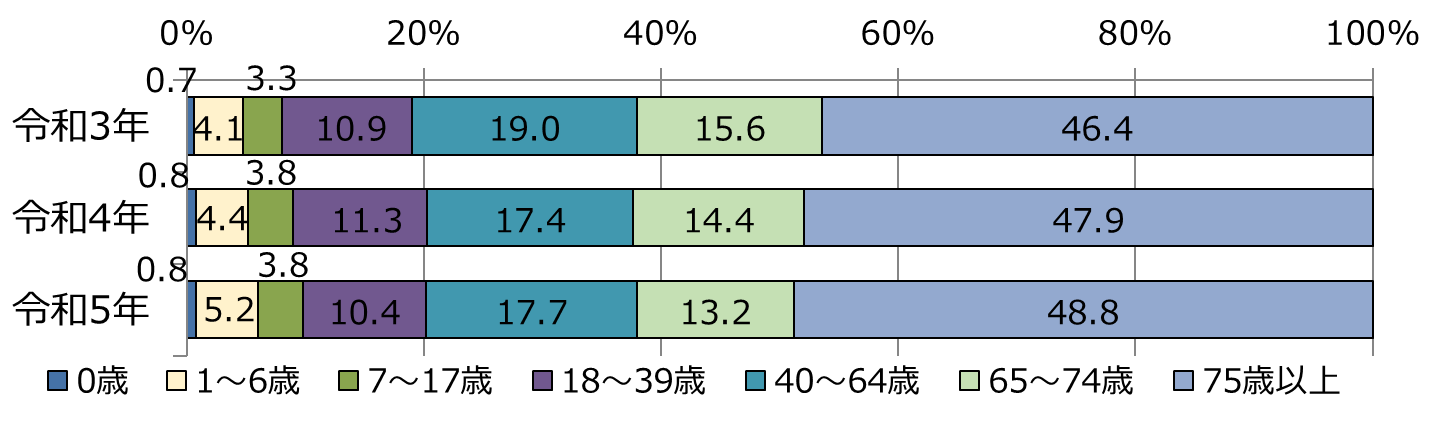 0% 20% 40% 60% 80% 100%
0.7 3.3
令和3年 4.1 10.9 19.0 15.6 46.4
0.8 3.8
令和4年 4.4 11.3 17.4 14.4 47.9
0.8 3.8
令和5年 5.2 10.4 17.7 13.2 48.8
0歳 1～6歳 7～17歳 18～39歳 40～64歳 65～74歳 75歳以上